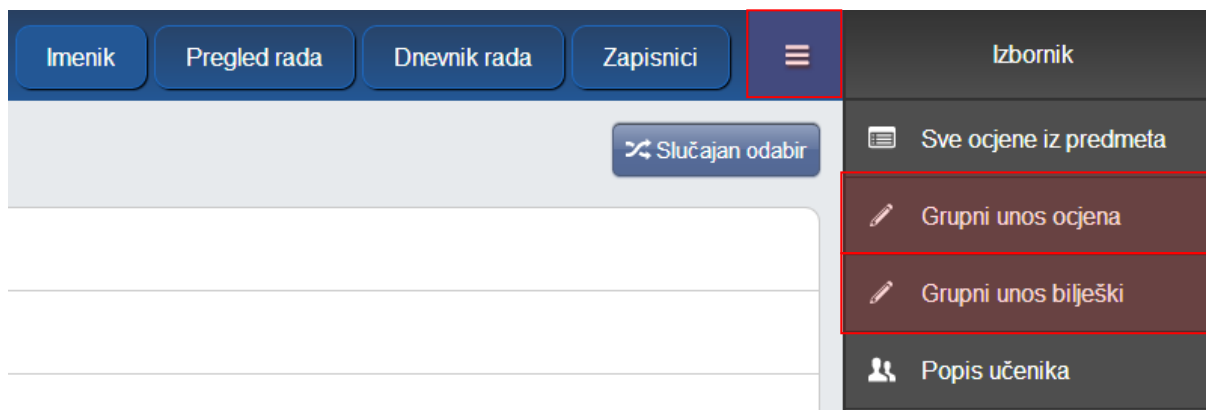 Imenik
Pregled rada
Dnevnik rada
Zapisnici
Izbornik
Slučajan odabir
Sve ocjene iz predmeta
Grupni unos ocjena
Grupni unos bilješki
Popis učenika